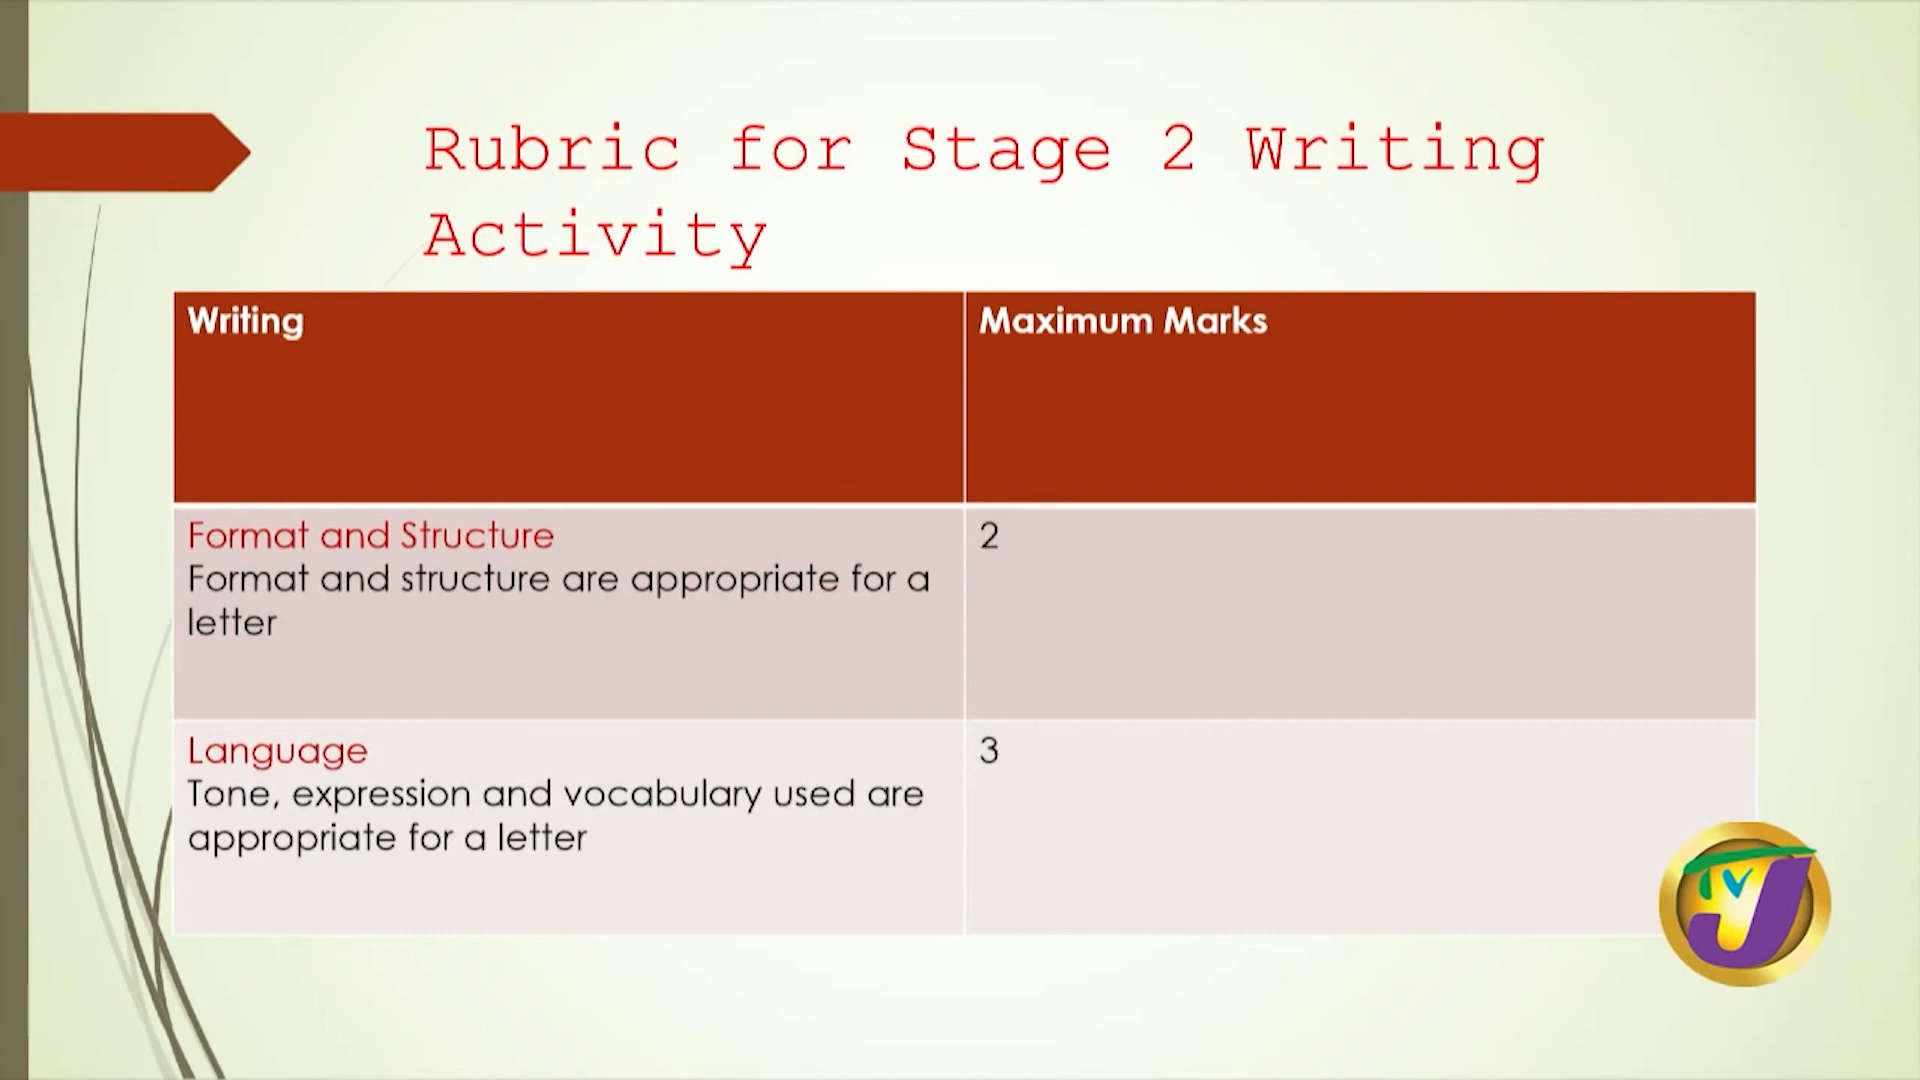 Rubric for Stage 2 Writing
Activity
Writing
Maximum Marks
Format and Structure
Format and structure are appropriate for a
letter
2
Language
Tone, expression and vocabulary used are
appropriate for a letter
3
TVJ